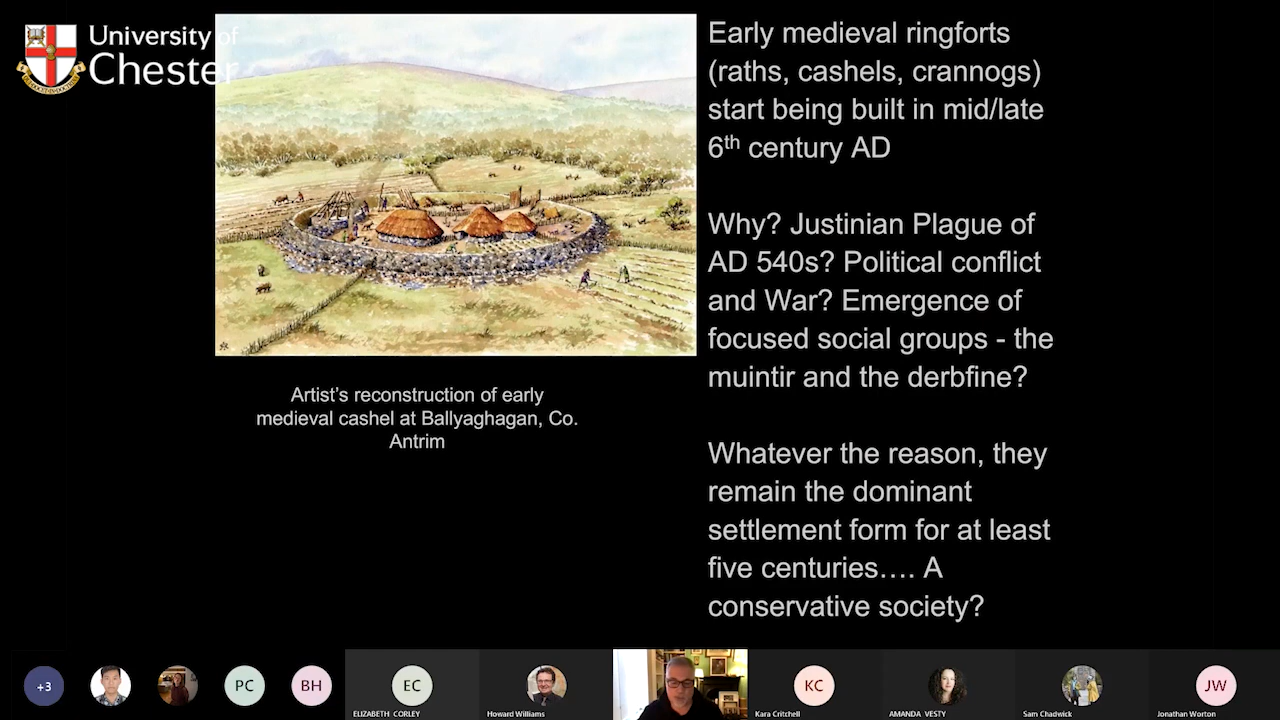 University of
Chester
Early medieval ringforts
(raths, cashels, crannogs)
start being built in mid/late
6th century AD
Why? Justinian Plague of
AD 540s? Political conflict
and War? Emergence of
focused social groups - the
muintir and the derbfine?
Whatever the reason, they
remain the dominant
settlement form for at least
five centuries.... A
conservative society?
Artist's reconstruction of early
medieval cashel at Ballyaghagan, Co.
Antrim
+3
PC
BH
EC
ELIZABETH CORLEY
Howard Williams
KC
Kara Critchell
AMANDA VESTY
Sam Chadwick
JW
Jonathan Worton